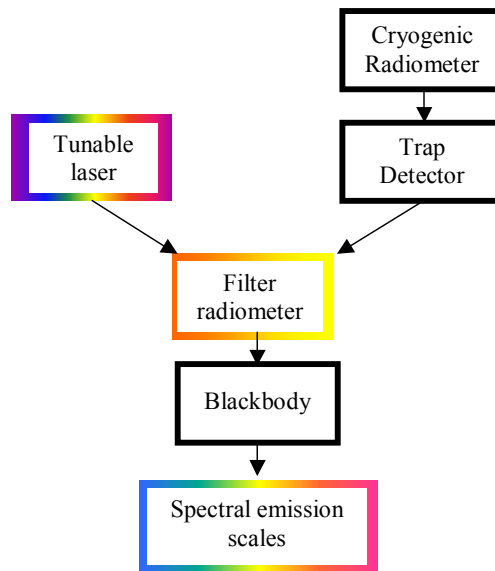 Cryogenic
Radiometer
Tunable
laser
Trap
Detector
Filter
radiometer
Blackbody
Spectral emission
scales